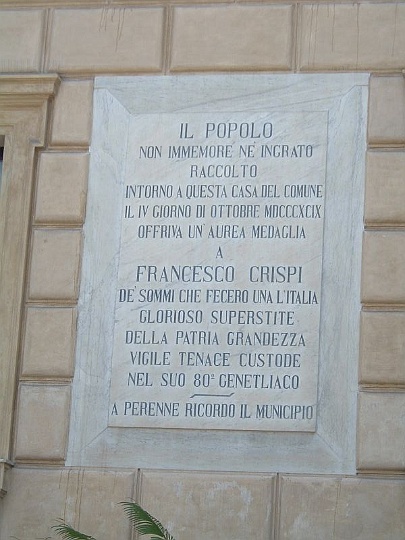 IL POPOLO
NON IMMEMORE NE' INGRATO
RACCOLTO
INTORNO A QUESTA CASA DEL COMUNE
IL IV GIORNO DI OTTOBRE MDCCCXCIX
OFFRIVA UN' AUREA MEDAGLIA
A
FRANCESCO CRISPI
DE' SOMMI CHE FECERO UNA L'ITALIA
GLORIOSO SUPERSTITE
DELLA PATRIA GRANDEZZA
VIGILE TENACE CUSTODE
NEL SUO 80° GENETLIACO
A PERENNE RICORDO IL MUNICIPIO